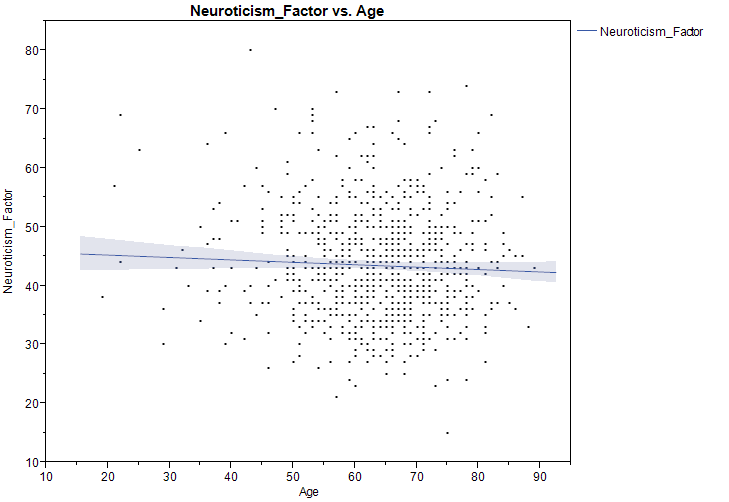 Neuroticism_Factor vs. Age
Neuroticism_Factor
80
70
60
50
40
30
20
10
Neuroticism_Factor
10 20 30 40 50 60 70 80 90
Age